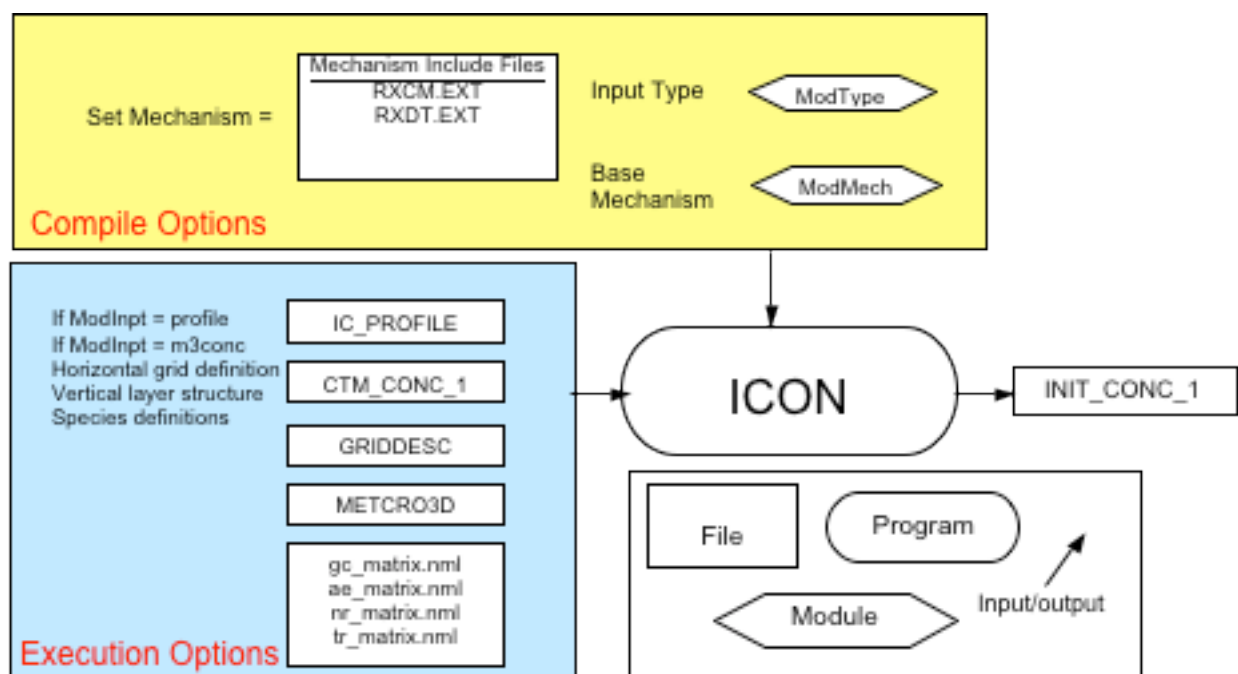 Mechanism Include Files
RXCM.EXT
RXDT.EXT
Set Mechanism =
Input Type
ModType
Base
Mechanism
ModMech
Compile Options
If ModInpt = profile
If ModInpt = m3conc
Horizontal grid definition
Vertical layer structure
Species definitions
IC_PROFILE
CTM_CONC_1
GRIDDESC
METCRO3D
gc_matrix.nml
ae_matrix.nml
nr_matrix.nml
tr_matrix.nml
Execution Options
ICON
INIT_CONC_1
File
Program
Input/output
Module